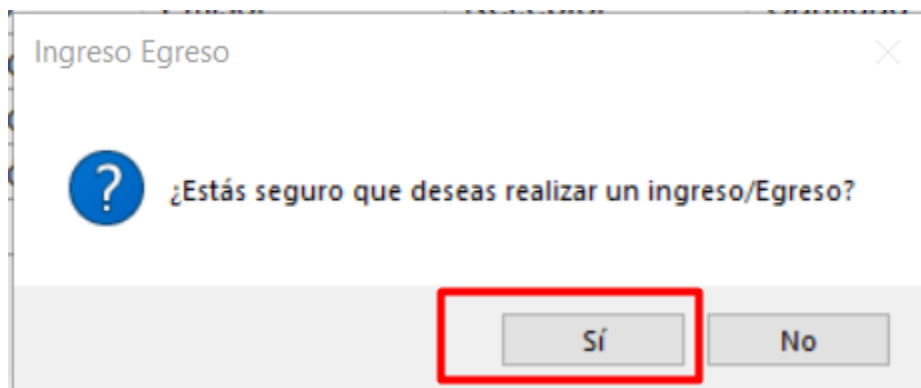 Ingreso Egreso
¿Estás seguro que deseas realizar un ingreso/Egreso?
Sí
No